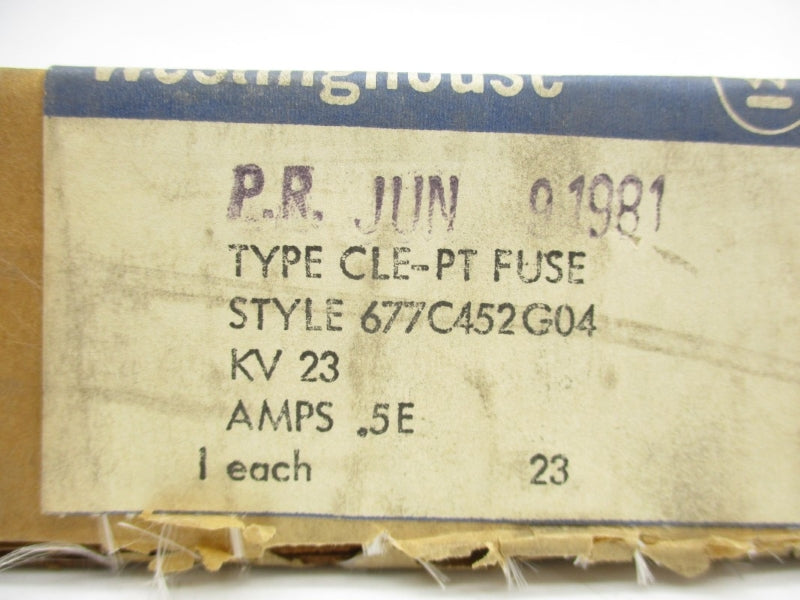 Westinghouse
P.R. JUN 9 1981
TYPE CLE-PT FUSE
STYLE 677C452G04
KV 23
AMPS .5E
1 each 23